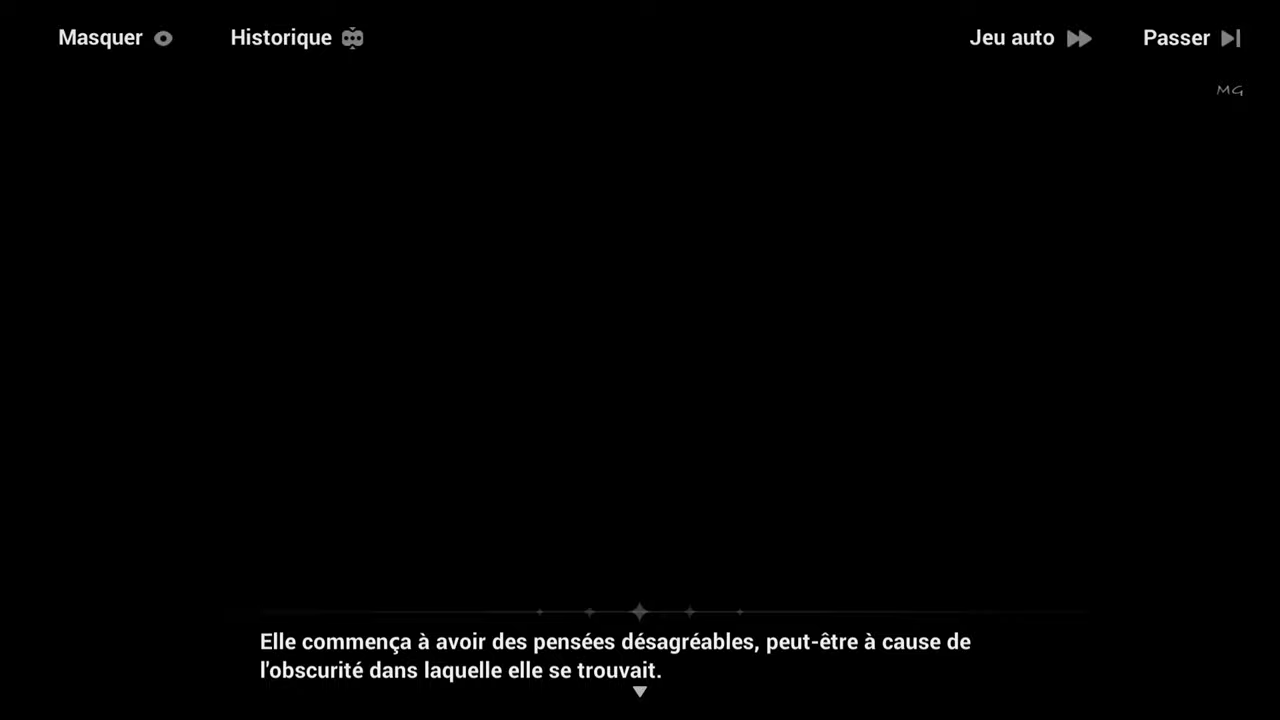 Masquer
Historique
Jeu auto
Passer
MG
Elle commença à avoir des pensées désagréables, peut-être à cause de
l'obscurité dans laquelle elle se trouvait.